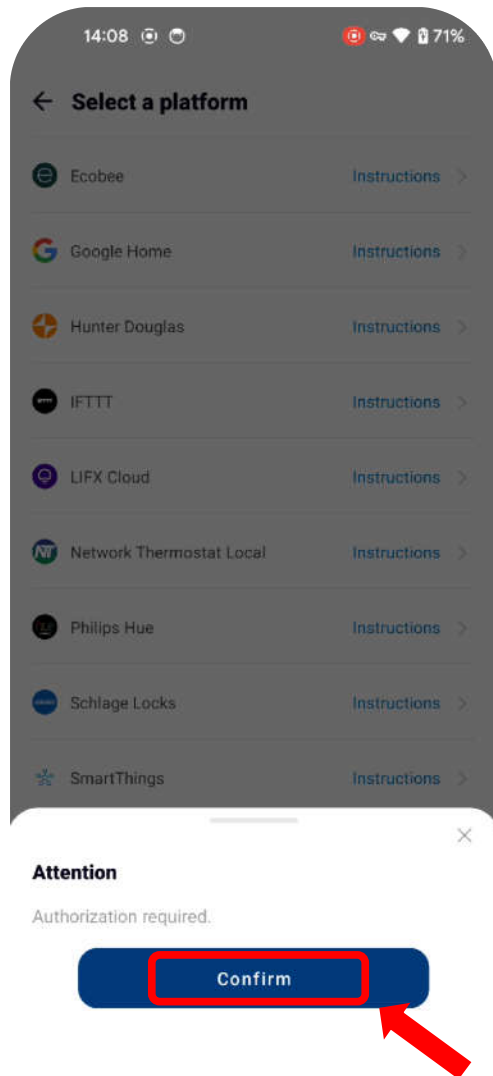 14:08 71%
Select a platform
Ecobee Instructions
Google Home Instructions
Hunter Douglas Instructions
IFTTT Instructions
LIFX Cloud Instructions
Network Thermostat Local Instructions
Philips Hue Instructions
Schlage Locks Instructions
SmartThings Instructions
Attention
Authorization required.
Confirm